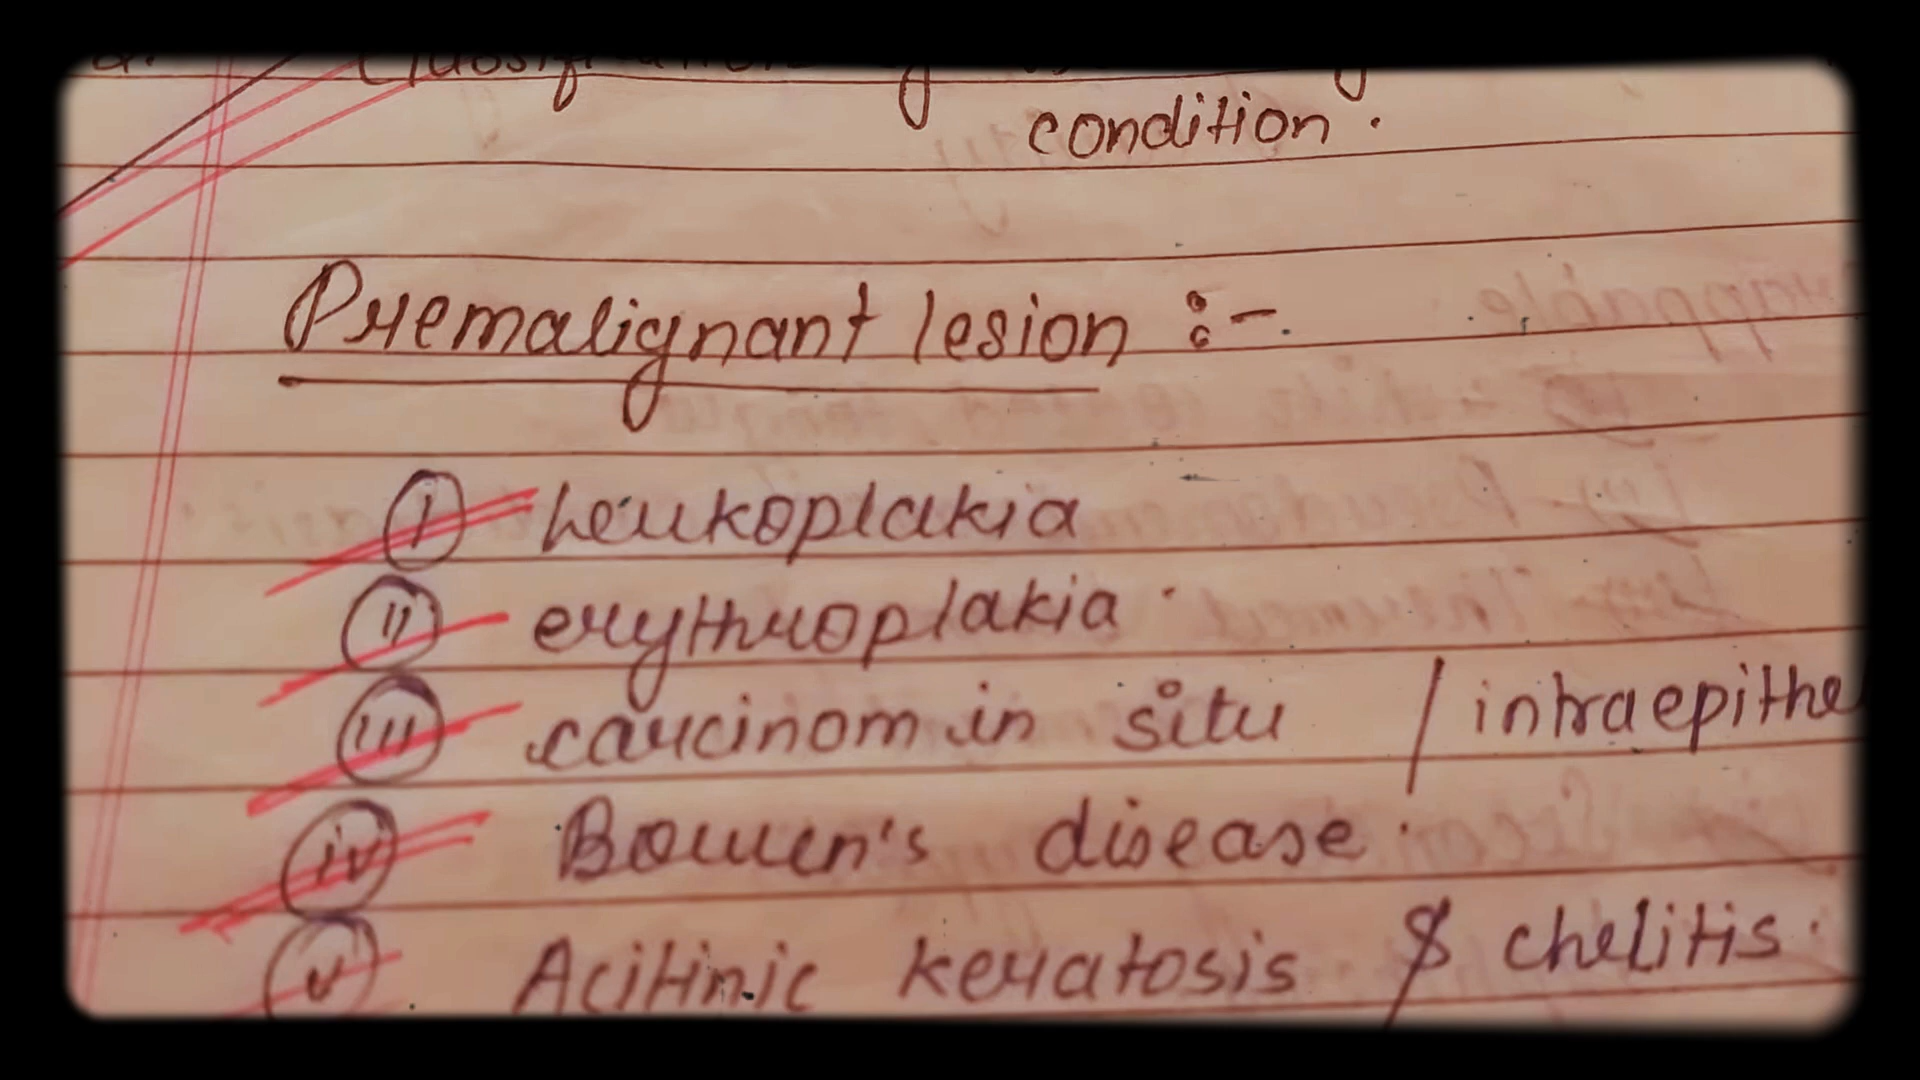 condition.
Premalignant lesion :-
i Leukoplakia
ii erythroplakia.
iii carcinom in situ / intraepithe
iv Bowen's disease.
v Acitinic keratosis & chelitis.